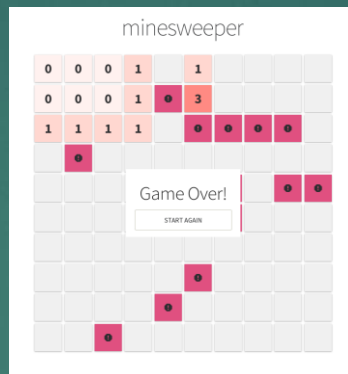 minesweeper
0 0 0 1 1
0 0 0 1 3
1 1 1 1
Game Over!
START AGAIN